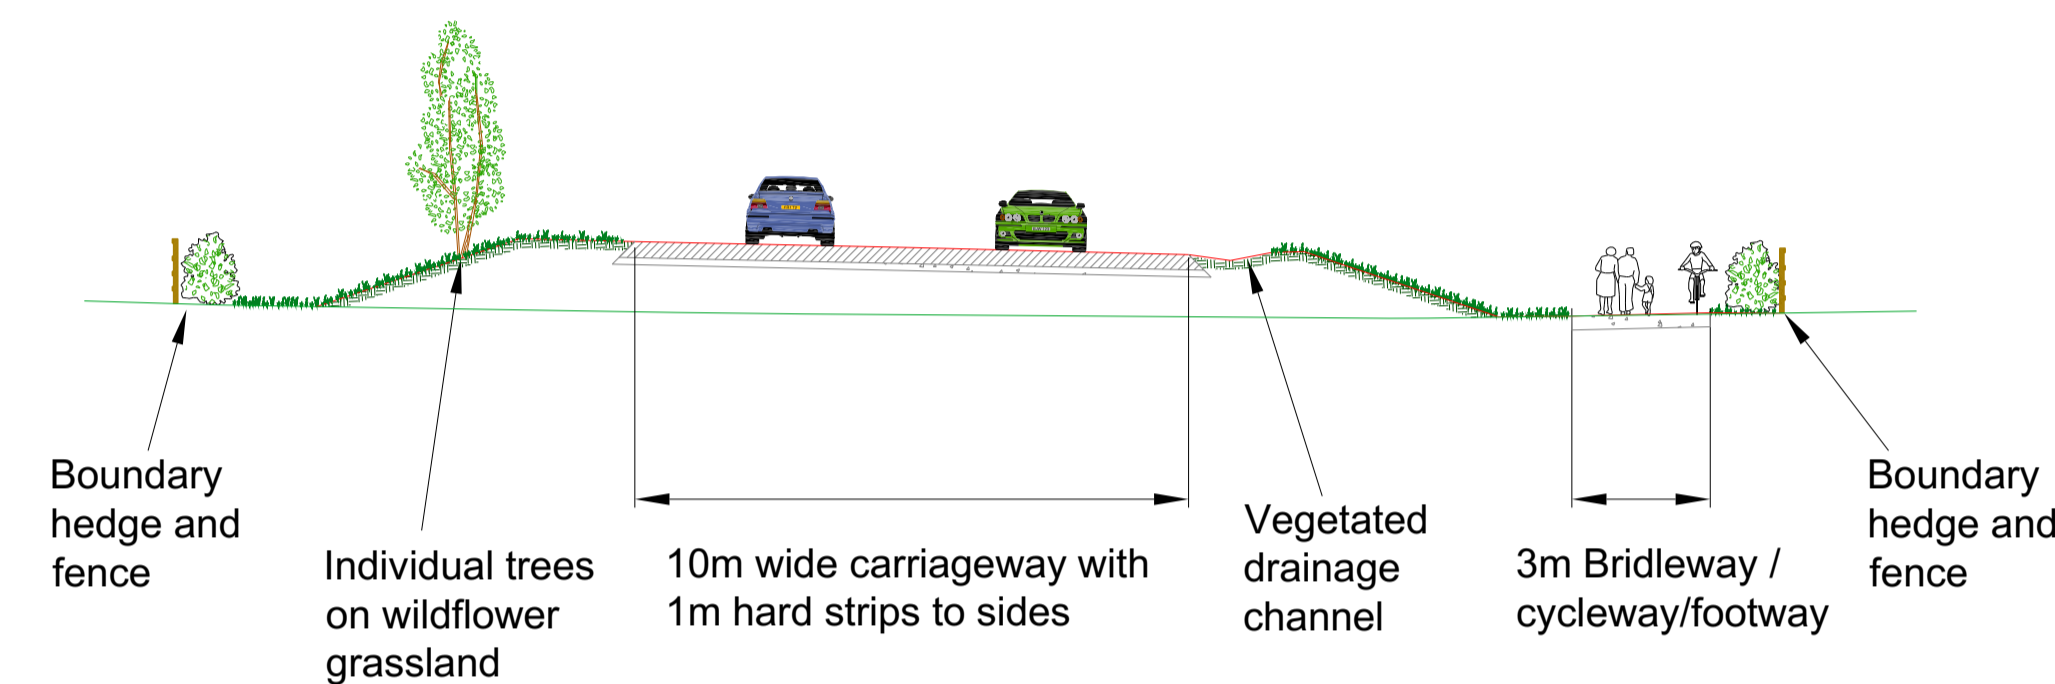 Boundary
hedge and
fence
Individual trees
on wildflower
grassland
10m wide carriageway with
1m hard strips to sides
Vegetated
drainage
channel
3m Bridleway /
cycleway/footway
Boundary
hedge and
fence